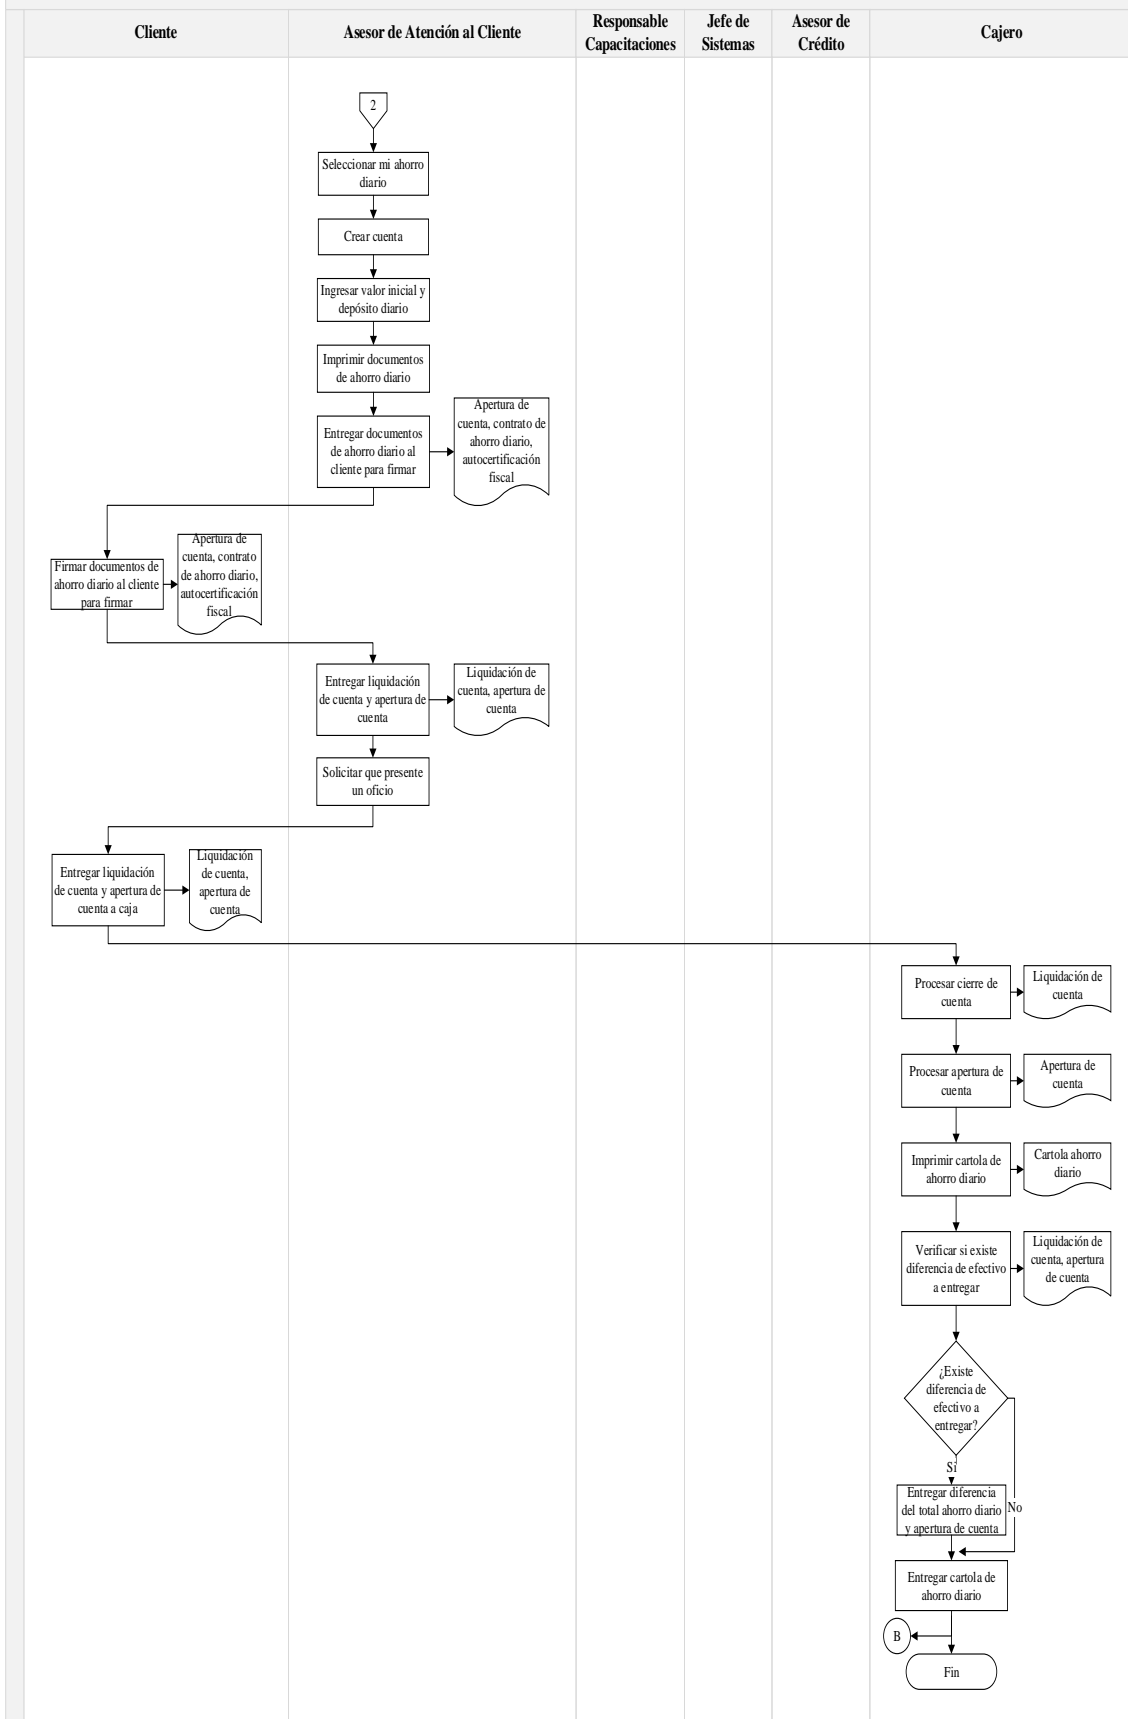 Cliente
Asesor de Atención al Cliente
Responsable
Capacitaciones
Jefe de
Sistemas
Asesor de
Crédito
Cajero
2
Seleccionar mi ahorro
diario
Crear cuenta
Ingresar valor inicial y
depósito diario
Imprimir documentos
de ahorro diario
Entregar documentos
de ahorro diario al
cliente para firmar
Apertura de
cuenta, contrato de
ahorro diario,
autocertificación
fiscal
Firmar documentos de
ahorro diario al cliente
para firmar
Apertura de
cuenta, contrato
de ahorro diario,
autocertificación
fiscal
Entregar liquidación
de cuenta y apertura de
cuenta
Liquidación de
cuenta, apertura de
cuenta
Solicitar que presente
un oficio
Entregar liquidación
de cuenta y apertura de
cuenta a caja
Liquidación
de cuenta,
apertura de
cuenta
Procesar cierre de
cuenta
Liquidación de
cuenta
Procesar apertura de
cuenta
Apertura de
cuenta
Imprimir cartola de
ahorro diario
Cartola ahorro
diario
Verificar si existe
diferencia de efectivo
a entregar
Liquidación de
cuenta, apertura
de cuenta
¿Existe
diferencia de
efectivo a
entregar?
Si
Entregar diferencia
del total ahorro diario
y apertura de cuenta
No
Entregar cartola de
ahorro diario
B
Fin